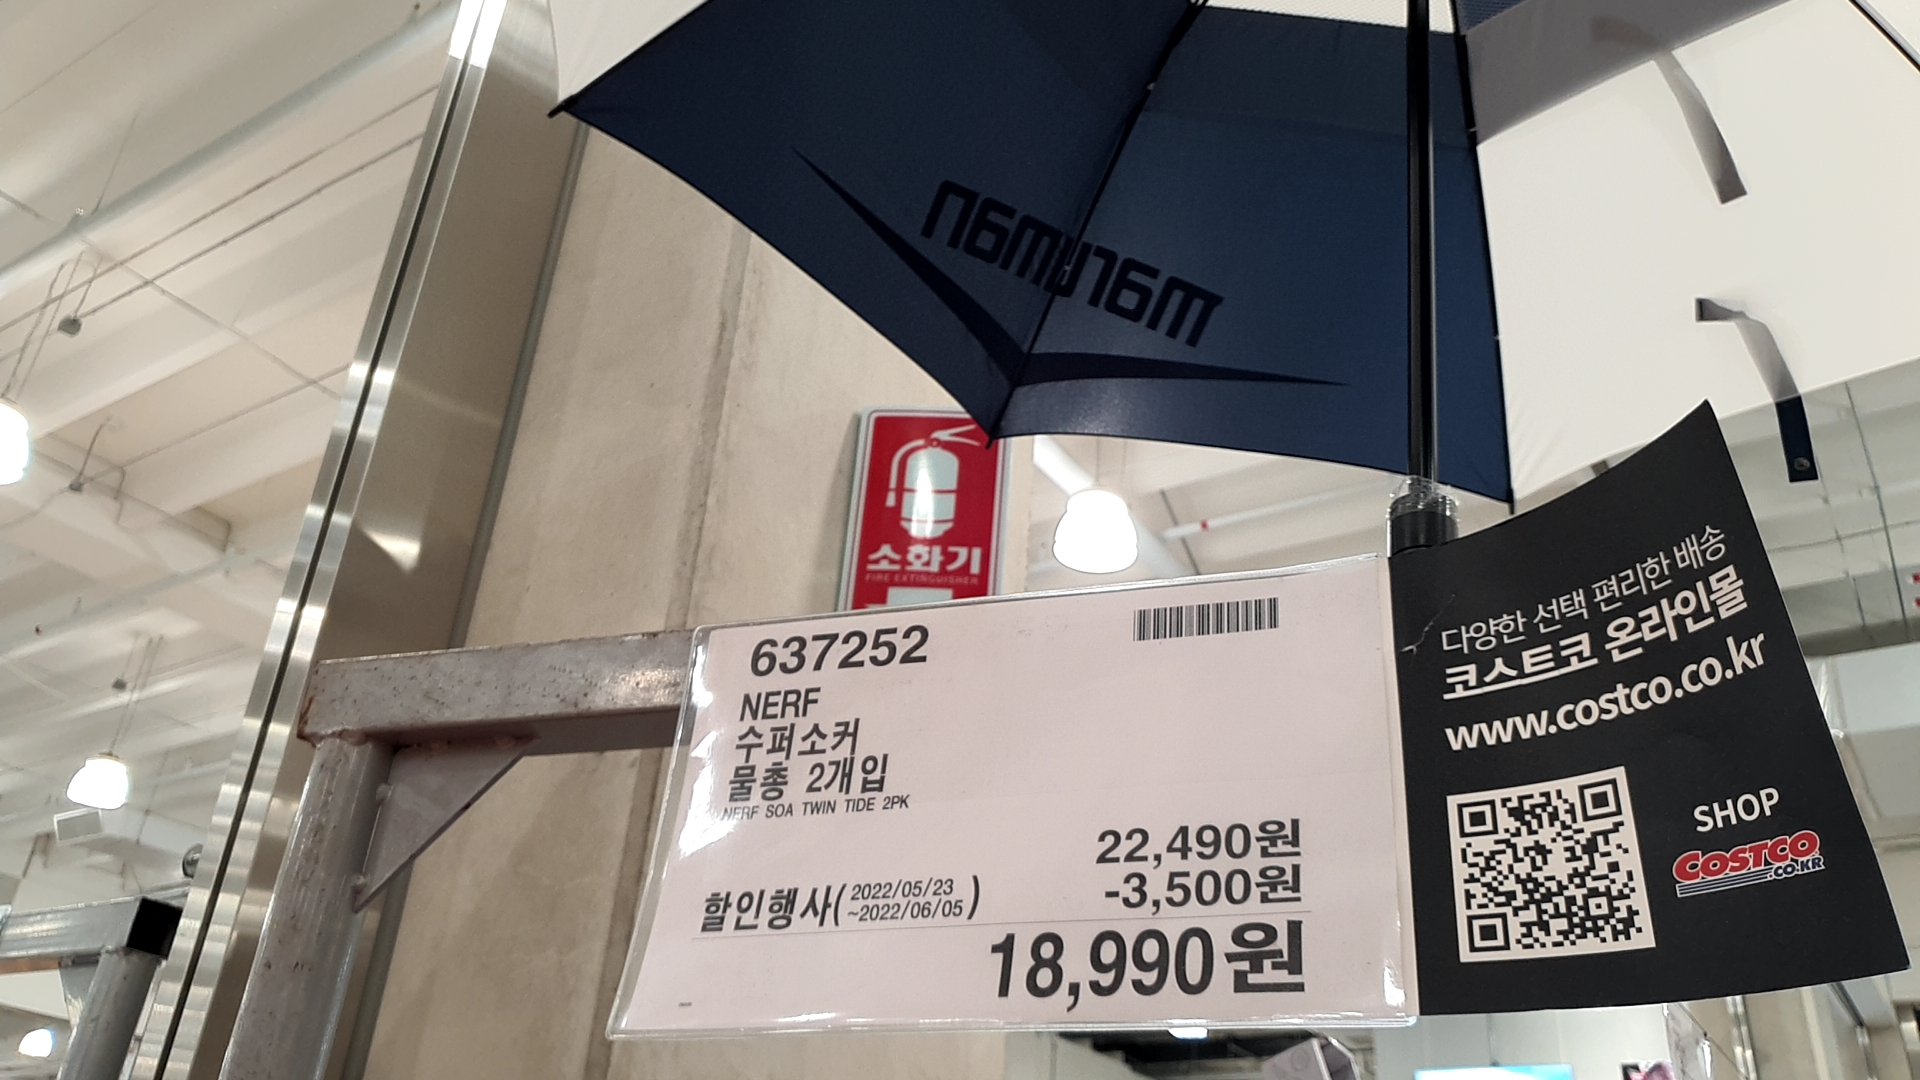 namuram
소화기
FIRE EXTINGUISHER
637252
NERF
수퍼소커
물총 2개입
NERF SOA TWIN TIDE 2PK
22,490원
할인행사(2022/05/23
~2022/06/05)
-3,500원
18,990원
다양한 선택 편리한 배송
코스트코 온라인몰
www.costco.co.kr
SHOP
COSTCO
.CO.KR